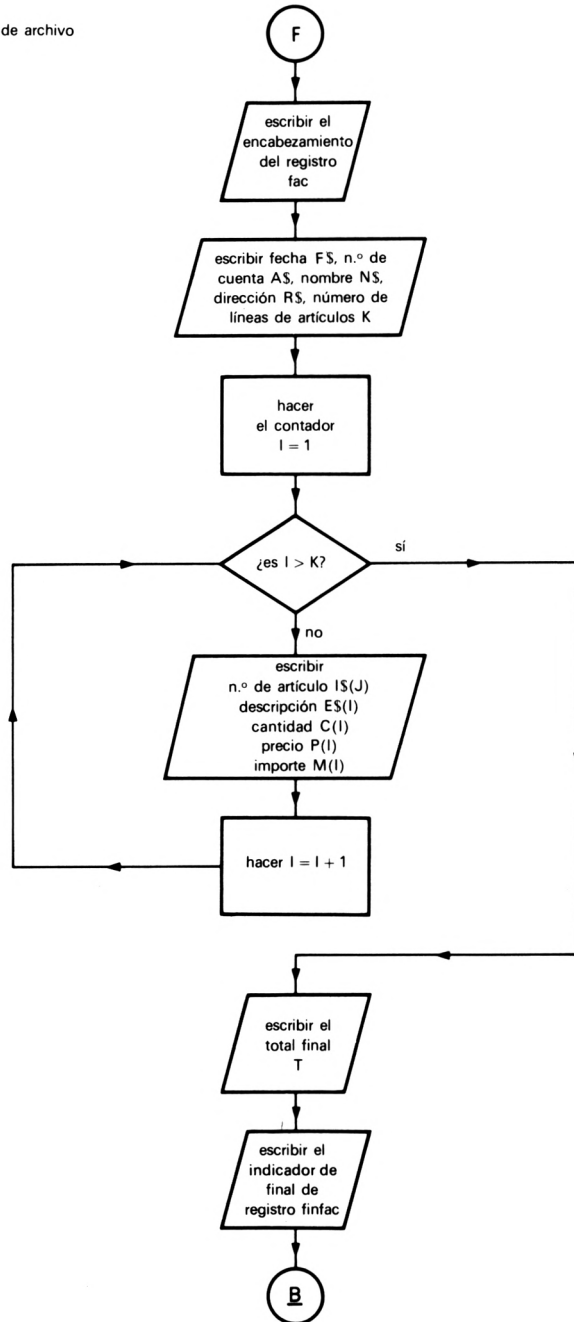 de archivo
F
escribir el
encabezamiento
del registro
fac
escribir fecha F$, n.º de
cuenta A$, nombre N$,
dirección R$, número de
líneas de artículos K
hacer
el contador
I = 1
¿es I > K?
sí
no
escribir
n.º de artículo I$(J)
descripción E$(I)
cantidad C(I)
precio P(I)
importe M(I)
hacer I = I + 1
escribir el
total final
T
escribir el
indicador de
final de
registro finfac
B